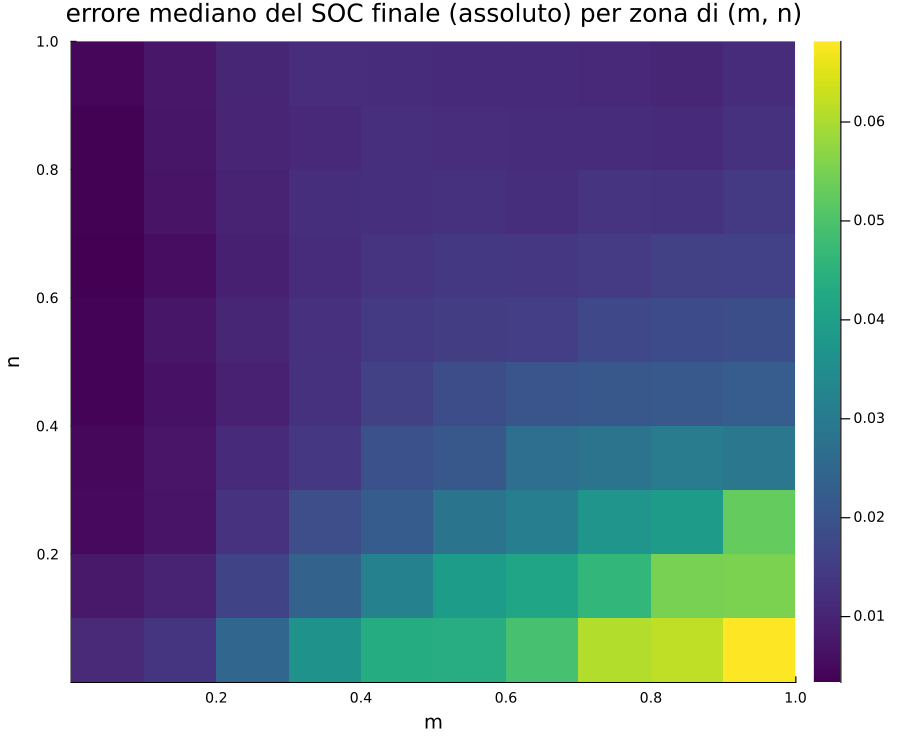 errore mediano del SOC finale (assoluto) per zona di (m, n)
1.0
0.8
0.6
0.4
0.2
n
0.2 0.4 0.6 0.8 1.0
m
0.06
0.05
0.04
0.03
0.02
0.01